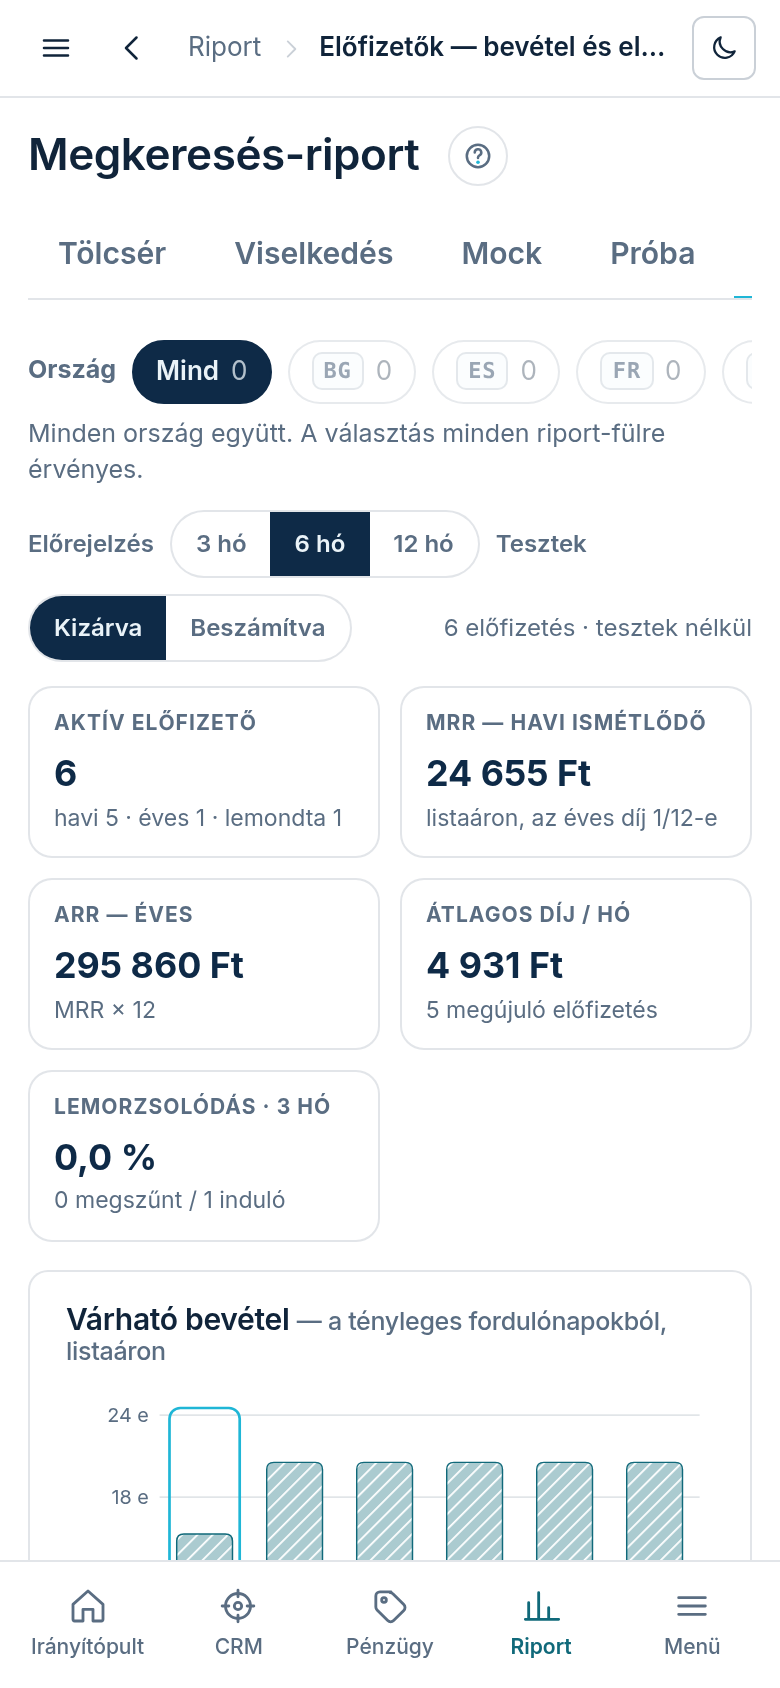 Riport > Előfizetők — bevétel és el...
Megkeresés-riport
Tölcsér Viselkedés Mock Próba
Ország Mind 0 BG 0 ES 0 FR 0
Minden ország együtt. A választás minden riport-fülre
érvényes.
Előrejelzés 3 hó 6 hó 12 hó Tesztek
Kizárva Beszámítva 6 előfizetés · tesztek nélkül
AKTÍV ELŐFIZETŐ
6
havi 5 · éves 1 · lemondta 1
MRR — HAVI ISMÉTLŐDŐ
24 655 Ft
listaáron, az éves díj 1/12-e
ARR — ÉVES
295 860 Ft
MRR × 12
ÁTLAGOS DÍJ / HÓ
4 931 Ft
5 megújuló előfizetés
LEMORZSOLÓDÁS · 3 HÓ
0,0 %
0 megszűnt / 1 induló
Várható bevétel — a tényleges fordulónapokból,
listaáron
24 e
18 e
Irányítópult CRM Pénzügy Riport Menü